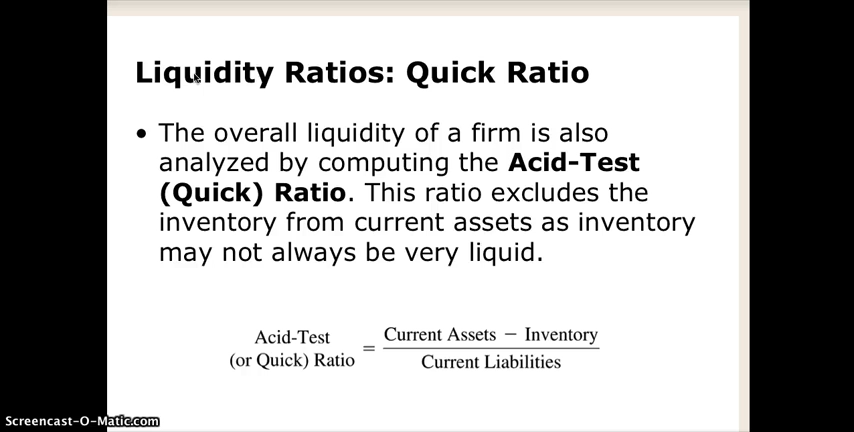 Liquidity Ratios: Quick Ratio
• The overall liquidity of a firm is also
analyzed by computing the Acid-Test
(Quick) Ratio. This ratio excludes the
inventory from current assets as inventory
may not always be very liquid.
Acid-Test
(or Quick) Ratio
=
Current Assets − Inventory
Current Liabilities
Screencast-O-Matic.com